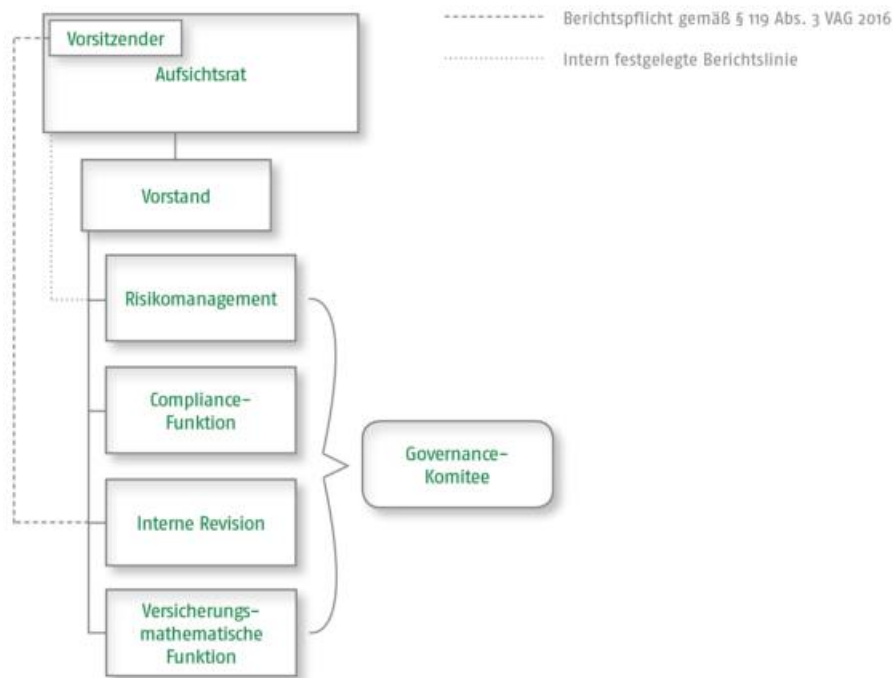 Vorsitzender
Aufsichtsrat
Berichtspflicht gemäß § 119 Abs. 3 VAG 2016
Intern festgelegte Berichtslinie
Vorstand
Risikomanagement
Compliance-
Funktion
Governance-
Komitee
Interne Revision
Versicherungs-
mathematische
Funktion